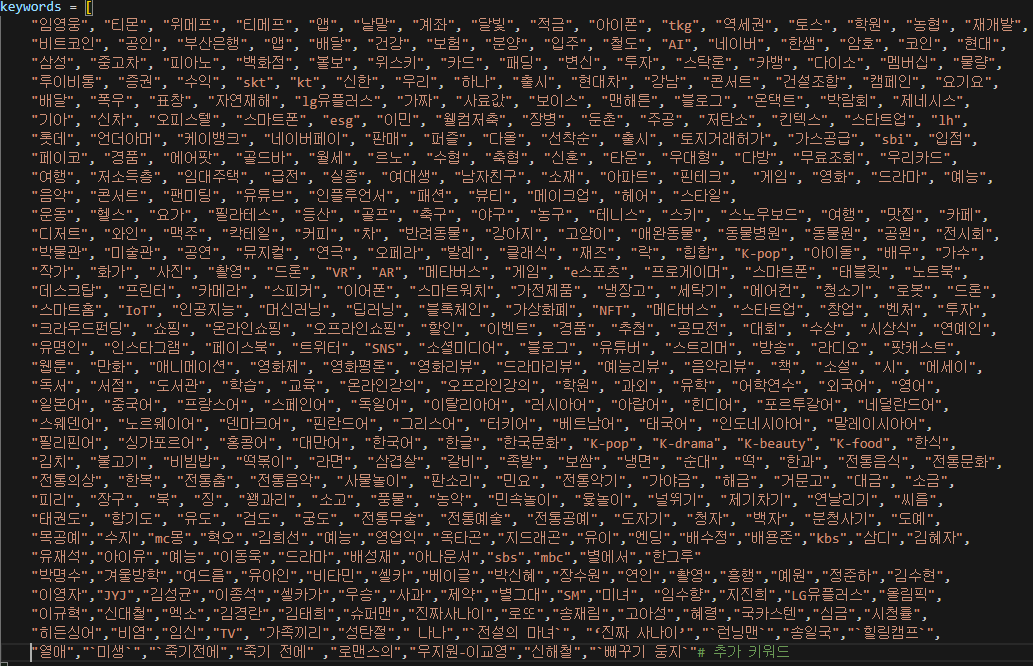 keywords = [
"임영웅", "티몬", "위메프", "티메프", "앱", "낱말", "계좌", "달빛", "적금", "아이폰", "tkg", "역세권", "토스", "학원", "농협", "재개발",
"비트코인", "공인", "부산은행", "앱", "배달", "건강", "보험", "분양", "입주", "철도", "AI", "네이버", "한샘", "암호", "코인", "현대",
"삼성", "중고차", "피아노", "백화점", "볼보", "위스키", "카드", "패딩", "변신", "투자", "스탁론", "카뱅", "다이소", "멤버십", "물량",
"루이비통", "증권", "수익", "skt", "kt", "신한", "우리", "하나", "출시", "현대차", "강남", "콘서트", "건설조합", "캠페인", "요기요",
"배달", "폭우", "표창", "자연재해", "lg유플러스", "가짜", "사료값", "보이스", "맥해튼", "블로그", "온택트", "박람회", "제네시스",
"기아", "신차", "오피스텔", "스마트폰", "esg", "이민", "웰컴저축", "장병", "둔촌", "주공", "저탄소", "킨텍스", "스타트업", "lh",
"롯데", "언더아머", "케이뱅크", "네이버페이", "판매", "퍼즐", "다올", "선착순", "출시", "토지거래허가", "가스공급", "sbi", "입점",
"페이코", "경품", "에어팟", "골드바", "월세", "르노", "수협", "축협", "신혼", "타운", "우대형", "다방", "무료조회", "우리카드",
"여행", "저소득층", "임대주택", "급전", "실종", "여대생", "남자친구", "소재", "아파트", "핀테크", "게임", "영화", "드라마", "예능",
"음악", "콘서트", "팬미팅", "유튜브", "인플루언서", "패션", "뷰티", "메이크업", "헤어", "스타일",
"운동", "헬스", "요가", "필라테스", "등산", "골프", "축구", "야구", "농구", "테니스", "스키", "스노우보드", "여행", "맛집", "카페",
"디저트", "와인", "맥주", "칵테일", "커피", "차", "반려동물", "강아지", "고양이", "애완동물", "동물병원", "동물원", "공원", "전시회",
"박물관", "미술관", "공연", "뮤지컬", "연극", "오페라", "발레", "클래식", "재즈", "락", "힙합", "K-pop", "아이돌", "배우", "가수",
"작가", "화가", "사진", "촬영", "드론", "VR", "AR", "메타버스", "게임", "e스포츠", "프로게이머", "스마트폰", "태블릿", "노트북",
"데스크탑", "프린터", "카메라", "스피커", "이어폰", "스마트워치", "가전제품", "냉장고", "세탁기", "에어컨", "청소기", "로봇", "드론",
"스마트홈", "IoT", "인공지능", "머신러닝", "딥러닝", "블록체인", "가상화폐", "NFT", "메타버스", "스타트업", "창업", "벤처", "투자",
"크라우드펀딩", "쇼핑", "온라인쇼핑", "오프라인쇼핑", "할인", "이벤트", "경품", "추첨", "공모전", "대회", "수상", "시상식", "연예인",
"유명인", "인스타그램", "페이스북", "트위터", "SNS", "소셜미디어", "블로그", "유튜버", "스트리머", "방송", "라디오", "팟캐스트",
"웹툰", "만화", "애니메이션", "영화제", "영화평론", "영화리뷰", "드라마리뷰", "예능리뷰", "음악리뷰", "책", "소설", "시", "에세이",
"독서", "서점", "도서관", "학습", "교육", "온라인강의", "오프라인강의", "학원", "과외", "유학", "어학연수", "외국어", "영어",
"일본어", "중국어", "프랑스어", "스페인어", "독일어", "이탈리아어", "러시아어", "아랍어", "힌디어", "포르투갈어", "네덜란드어",
"스웨덴어", "노르웨이어", "덴마크어", "핀란드어", "그리스어", "터키어", "베트남어", "태국어", "인도네시아어", "말레이시아어",
"필리핀어", "싱가포르어", "홍콩어", "대만어", "한국어", "한글", "한국문화", "K-pop", "K-drama", "K-beauty", "K-food", "한식",
"김치", "불고기", "비빔밥", "떡볶이", "라면", "삼겹살", "갈비", "족발", "보쌈", "냉면", "순대", "떡", "한과", "전통음식", "전통문화",
"전통의상", "한복", "전통춤", "전통음악", "사물놀이", "판소리", "민요", "전통악기", "가야금", "해금", "거문고", "대금", "소금",
"피리", "장구", "북", "징", "꽹과리", "소고", "풍물", "농악", "민속놀이", "윷놀이", "널뛰기", "제기차기", "연날리기", "씨름",
"태권도", "합기도", "유도", "검도", "궁도", "전통무술", "전통예술", "전통공예", "도자기", "청자", "백자", "분청사기", "도예",
"목공예","수지","mc몽","혁오","김희선","예능","영업익","옥타곤","지드래곤","유이","엔딩","배수정","배용준","kbs","삼디","김혜자",
"유재석","아이유","예능","이동욱","드라마","배성재","아나운서","sbs","mbc","별에서","한그루"
"박명수","겨울방학","여드름","유아인","비타민","셀카","베이글","박신혜","장수원","연인","촬영","흥행","예원","정준하","김수현",
"이영자","JYJ","김성균","이종석","셀카가","우승","사과","제약","별그대","SM","미녀", "임수향","지진희","LG유플러스","올림픽",
"이규혁","신대철","엑소","김경란","김태희","슈퍼맨","진짜사나이","로또","송재림","고아성","혜령","국카스텐","심금","시청률",
"히든싱어","비염","임신","TV", "가족끼리","성탄절"," 나나","`전설의 마녀`", "‘진짜 사나이’","`런닝맨`","송일국","`힐링캠프`",
"열애","`미생`","`죽기전에","죽기 전에" ,"로맨스의","우지원-이교영","신해철","`뻐꾸기 둥지`"# 추가 키워드